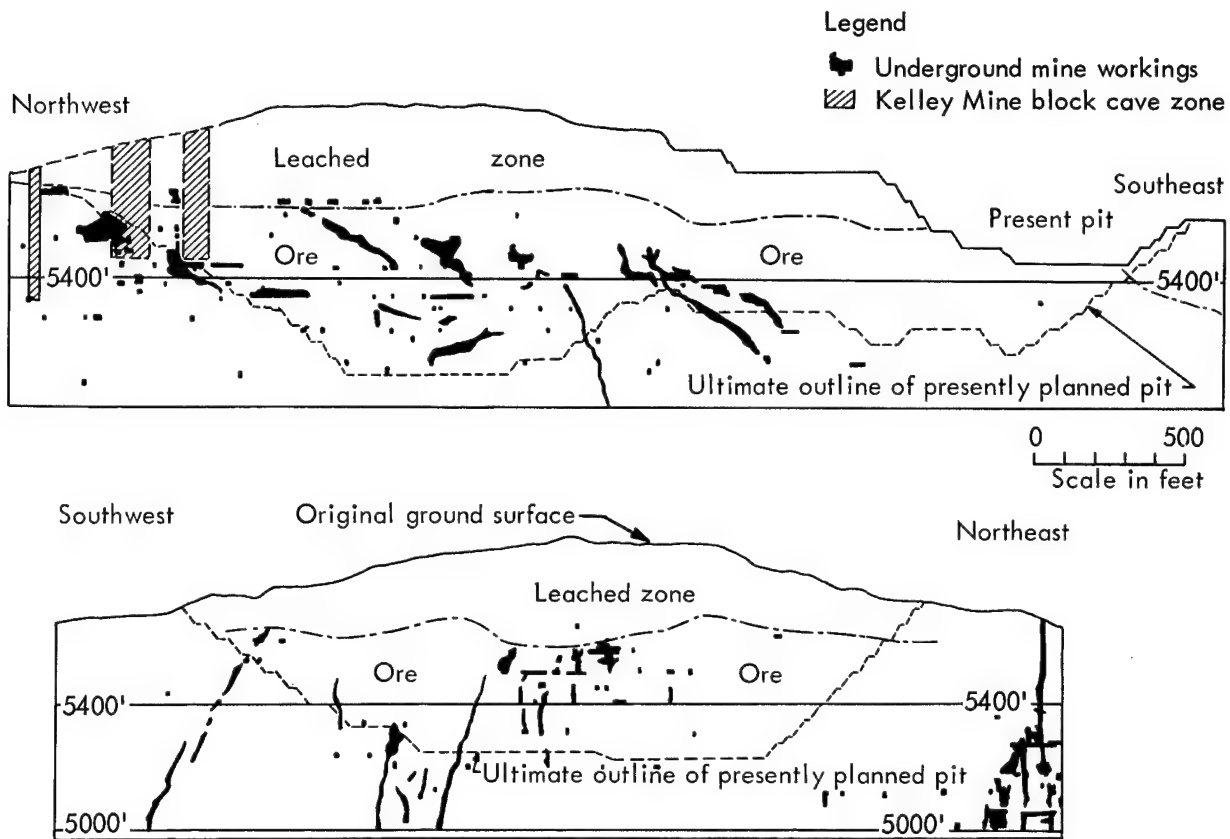 Legend
Underground mine workings
Kelley Mine block cave zone
Northwest
Leached zone
Southeast
Present pit
Ore
Ore
5400'
5400'
Ultimate outline of presently planned pit
0 500
Scale in feet
Southwest
Original ground surface
Northeast
Leached zone
Ore
Ore
5400'
5400'
Ultimate outline of presently planned pit
5000'
5000'